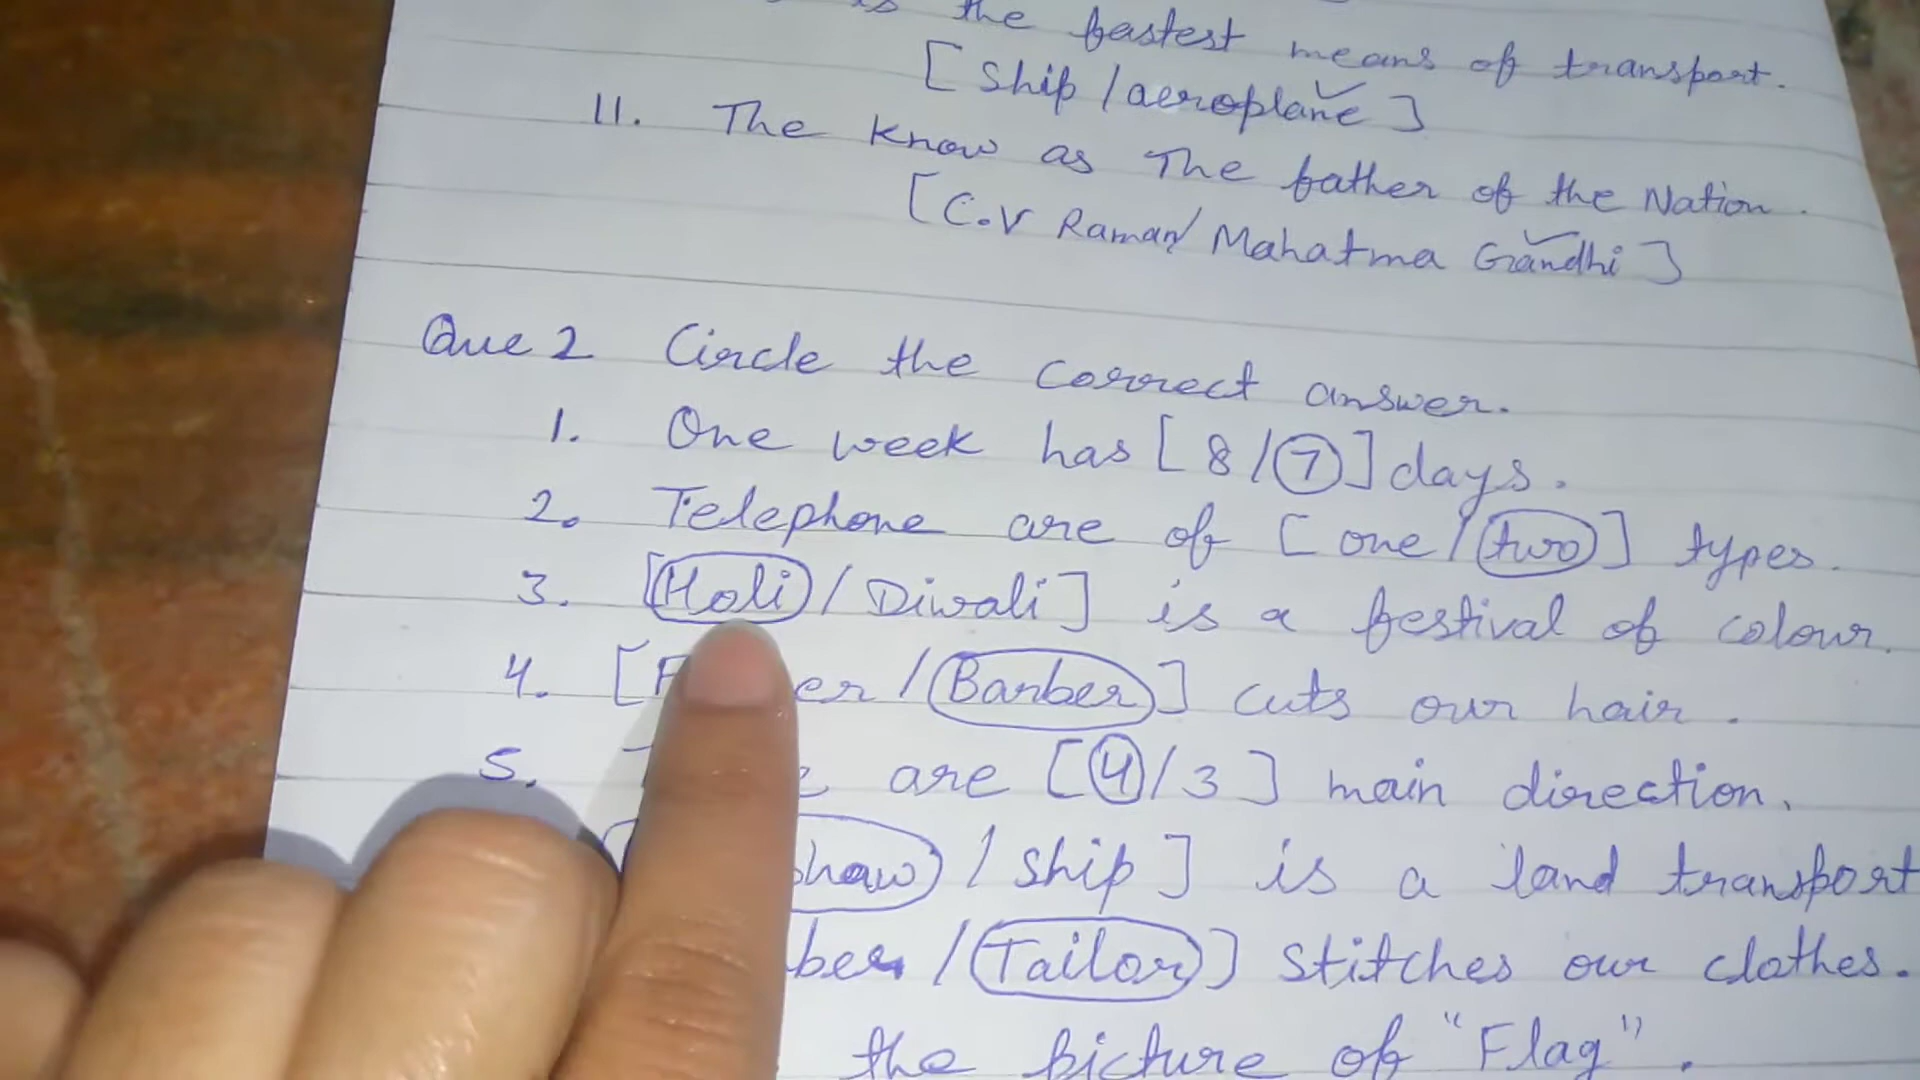 is the fastest means of transport.
[ship / aeroplane]
11. The know as The father of the Nation.
[C.V Raman/ Mahatma Gandhi]
Que 2 Circle the correct answer.
1. One week has [8/7] days.
2. Telephone are of [one/two] types.
3. [Holi / Diwali] is a festival of colour.
4. [ / Barber] cuts our hair.
5. are [4/3] main direction.
/ ship] is a land transport
/ Tailor] stitches our clothes.
the picture of "Flag".